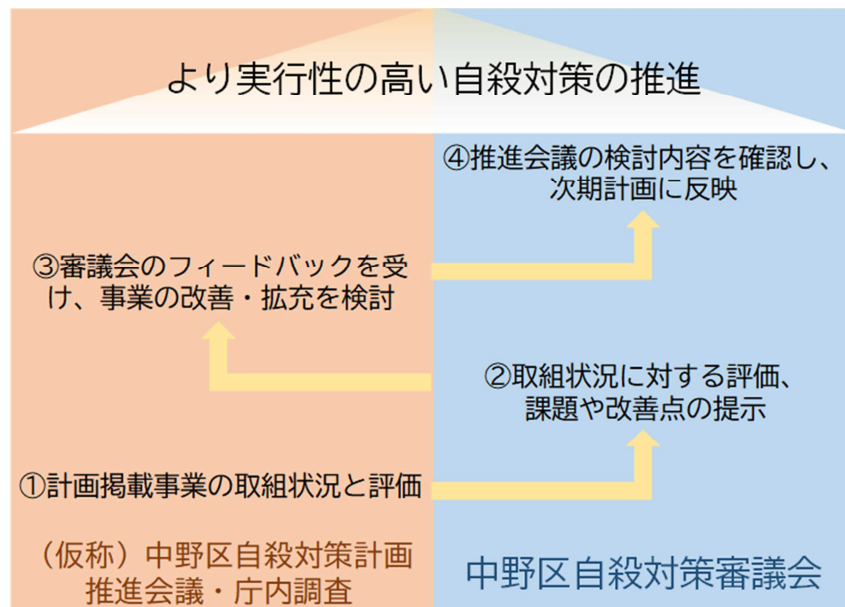 より実行性の高い自殺対策の推進
④推進会議の検討内容を確認し、
次期計画に反映
③審議会のフィードバックを受
け、事業の改善・拡充を検討
②取組状況に対する評価、
課題や改善点の提示
①計画掲載事業の取組状況と評価
（仮称）中野区自殺対策計画
推進会議・庁内調査
中野区自殺対策審議会